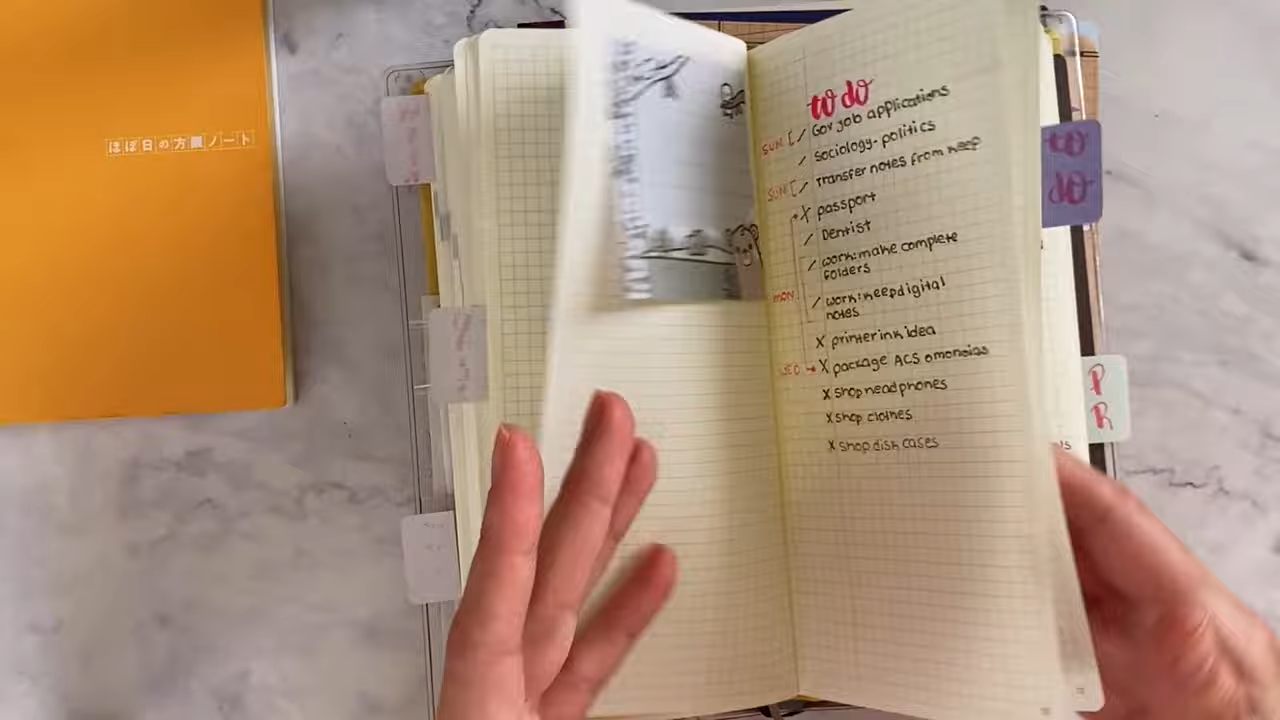 ほぼ日の方眼ノート
to do
SUN [ / Gov job applications
/ sociology-politics
SUN [ / transfer notes from keep
X passport
/ Dentist
/ work: make complete
folders
MON / work: keep digital
notes
X printer ink idea
X package ACS
X shop headphones
X shop clothes
X shop disk cases
to
do
P
R